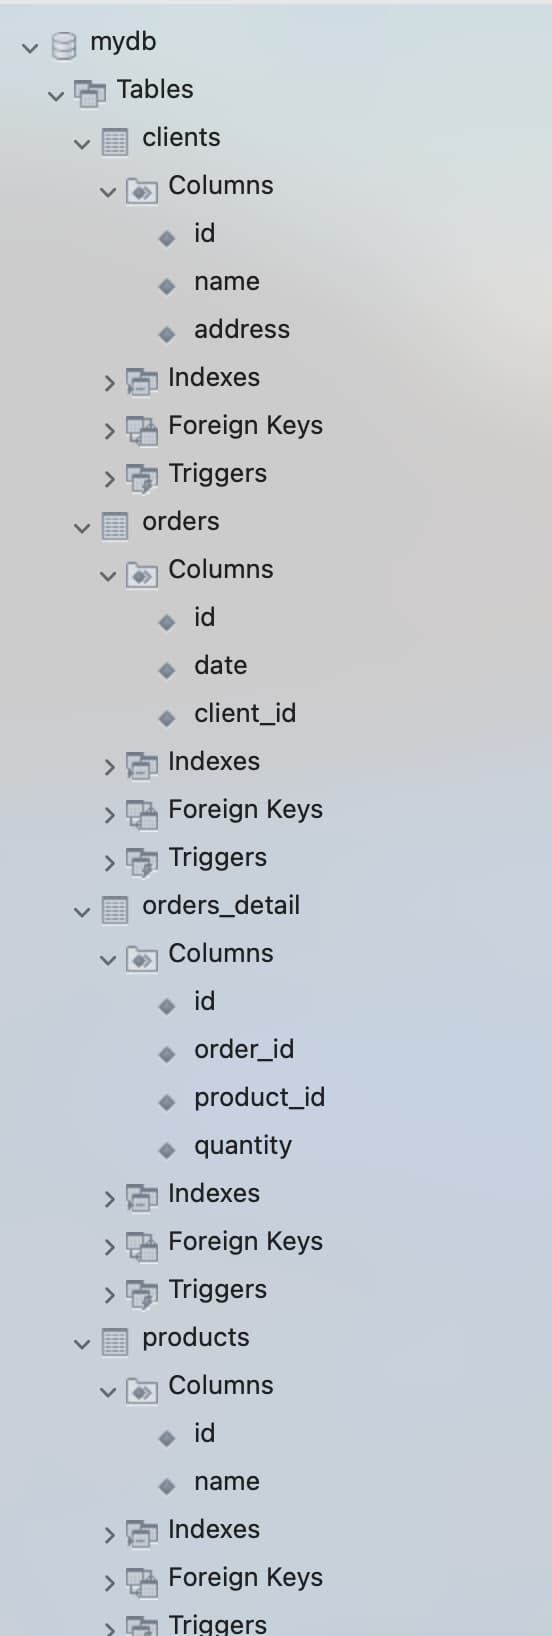 mydb
Tables
clients
Columns
id
name
address
Indexes
Foreign Keys
Triggers
orders
Columns
id
date
client_id
Indexes
Foreign Keys
Triggers
orders_detail
Columns
id
order_id
product_id
quantity
Indexes
Foreign Keys
Triggers
products
Columns
id
name
Indexes
Foreign Keys
Triggers